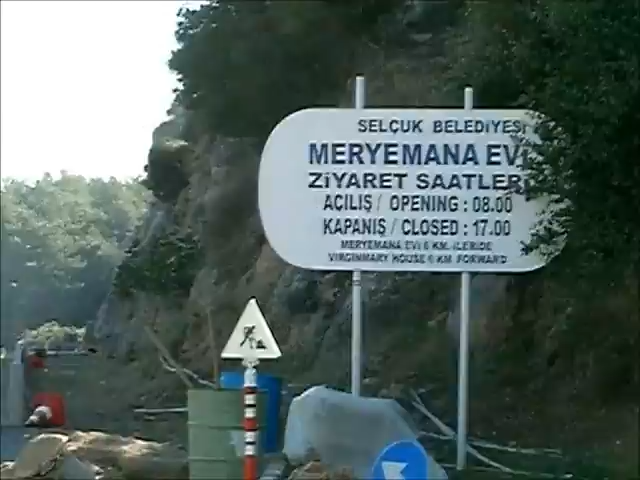 SELÇUK BELEDİYESİ
MERYEMANA EVİ
ZİYARET SAATLERİ
AÇILIŞ / OPENING : 08.00
KAPANIŞ / CLOSED : 17.00
MERYEMANA EVİ 6 KM. İLERİDE
VIRGINMARY HOUSE 6 KM FORWARD